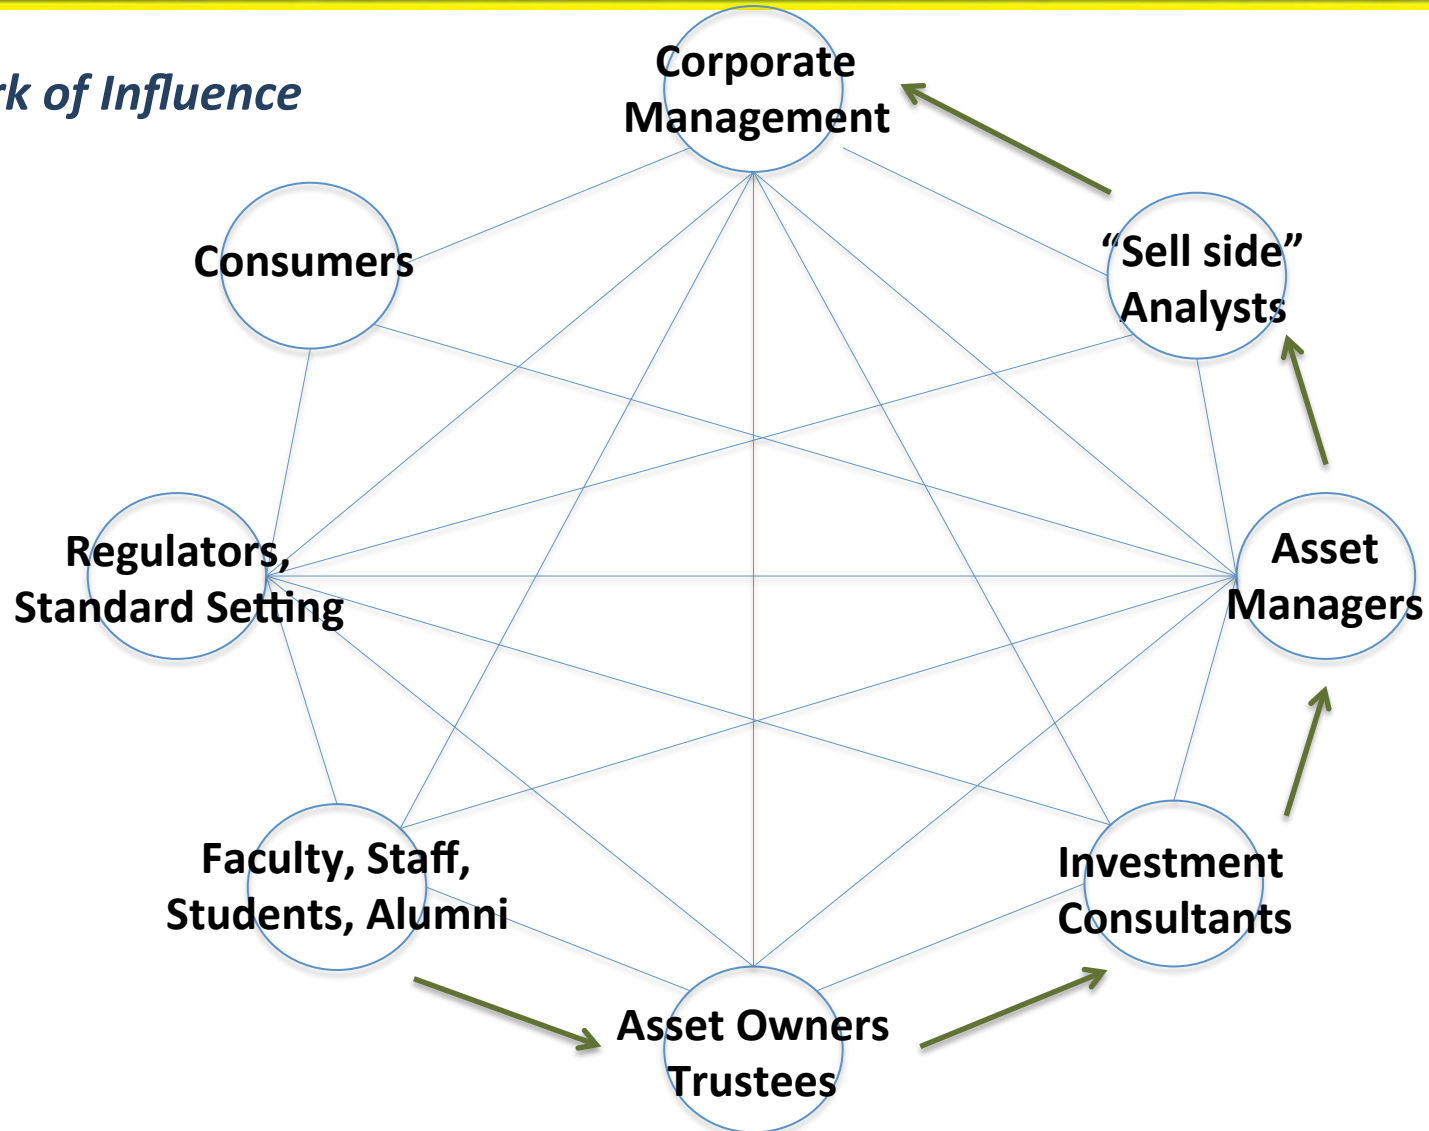 rk of Influence
Corporate
Management
Consumers
“Sell side”
Analysts
Regulators,
Standard Setting
Asset
Managers
Faculty, Staff,
Students, Alumni
Investment
Consultants
Asset Owners
Trustees